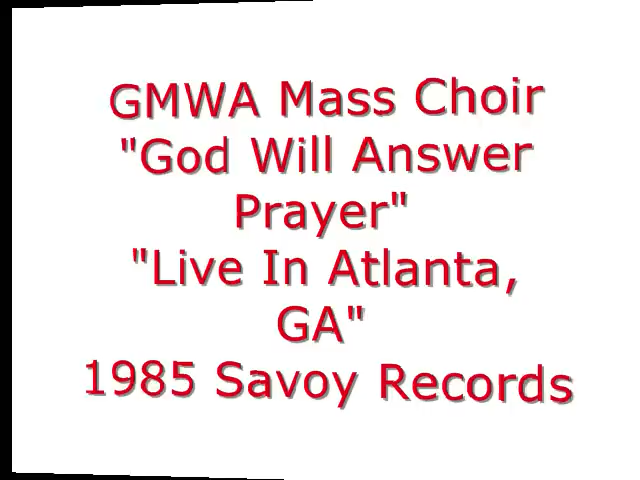 GMWA Mass Choir
"God Will Answer
Prayer"
"Live In Atlanta,
GA"
1985 Savoy Records